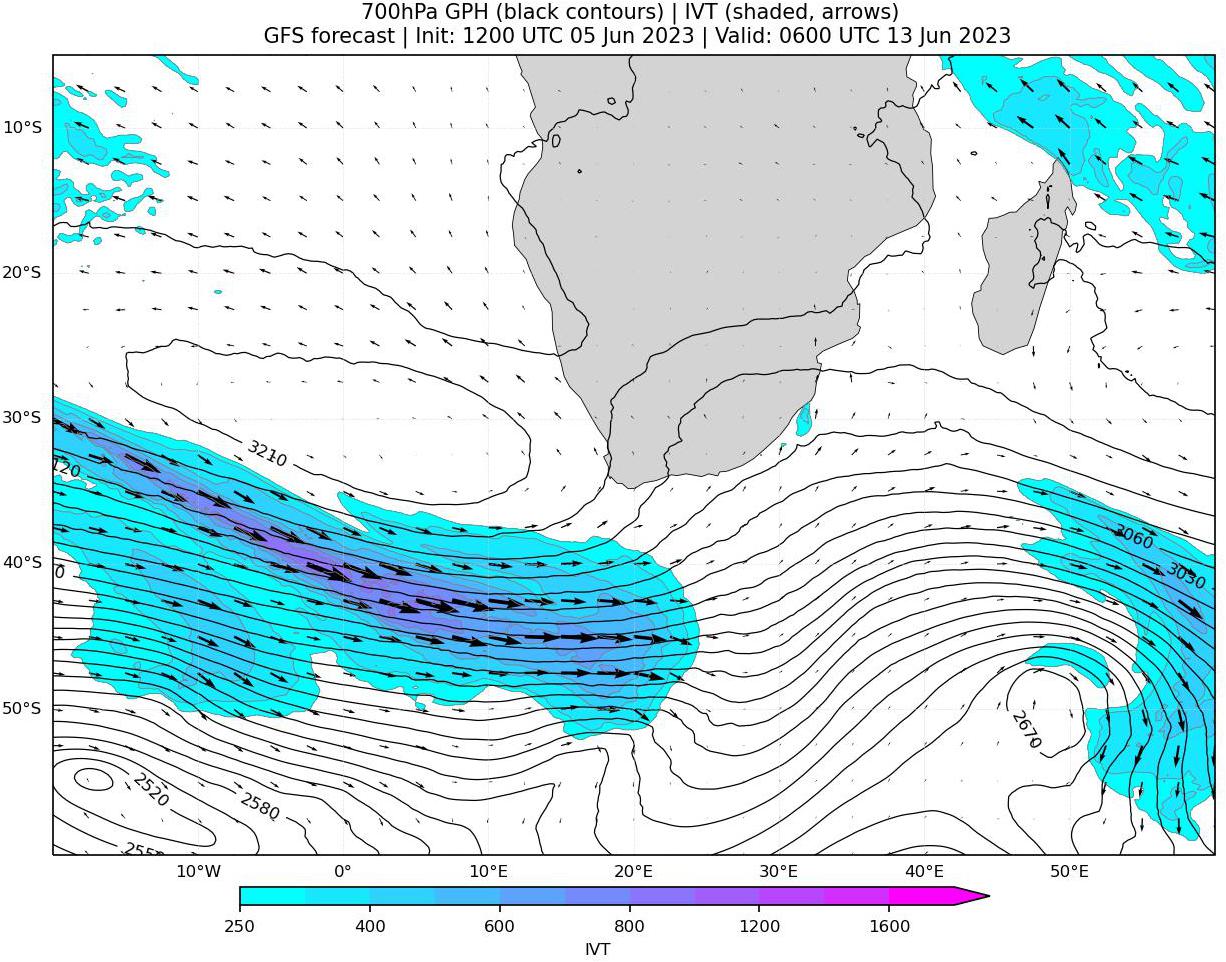 700hPa GPH (black contours) | IVT (shaded, arrows)
GFS forecast | Init: 1200 UTC 05 Jun 2023 | Valid: 0600 UTC 13 Jun 2023
10°S
20°S
30°S
3210
120
40°S
3060
0
3030
50°S
2670
2520
2580
255
10°W
0°
10°E
20°E
30°E
40°E
50°E
250
400
600
800
1200
1600
IVT